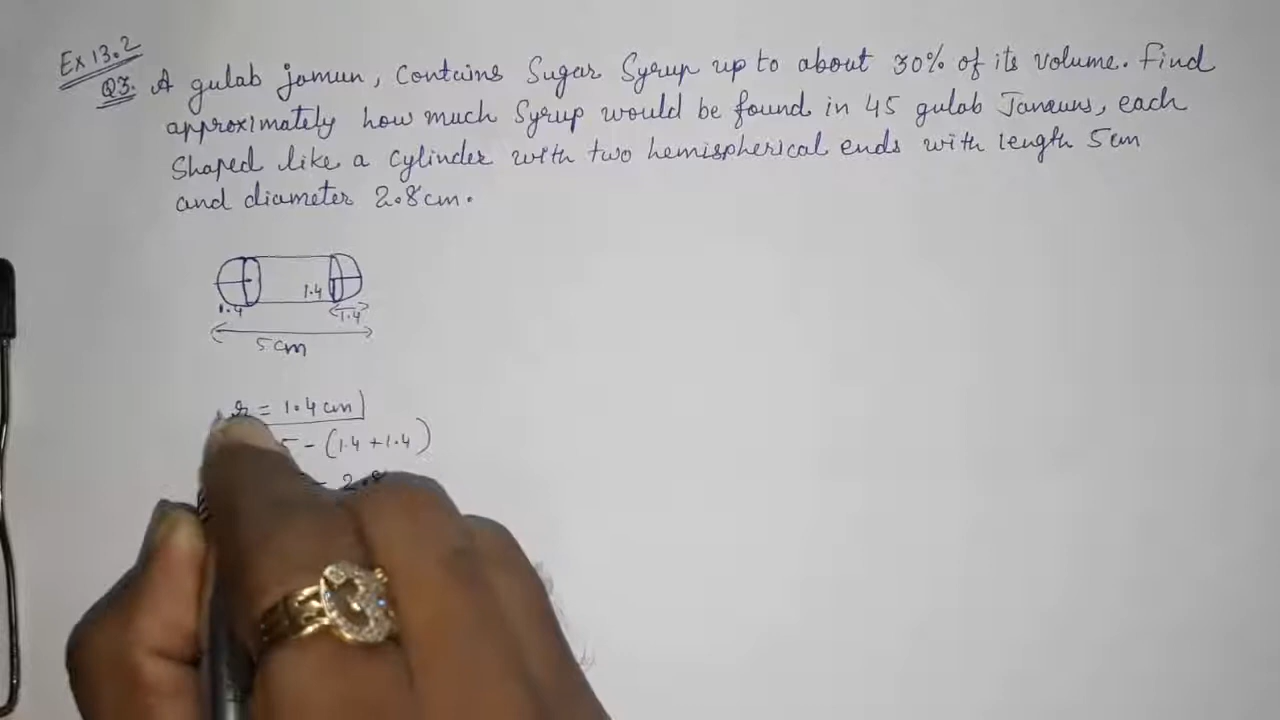 Ex 13.2
Q3. A gulab jamun, Contains Sugar Syrup up to about 30% of its volume. Find
approximately how much Syrup would be found in 45 gulab Jamuns, each
Shaped like a Cylinder with two hemispherical ends with length 5cm
and diameter 2.8cm.
1.4
1.4 1.4
5cm
r = 1.4 cm
5 - (1.4 + 1.4)
- 2.8